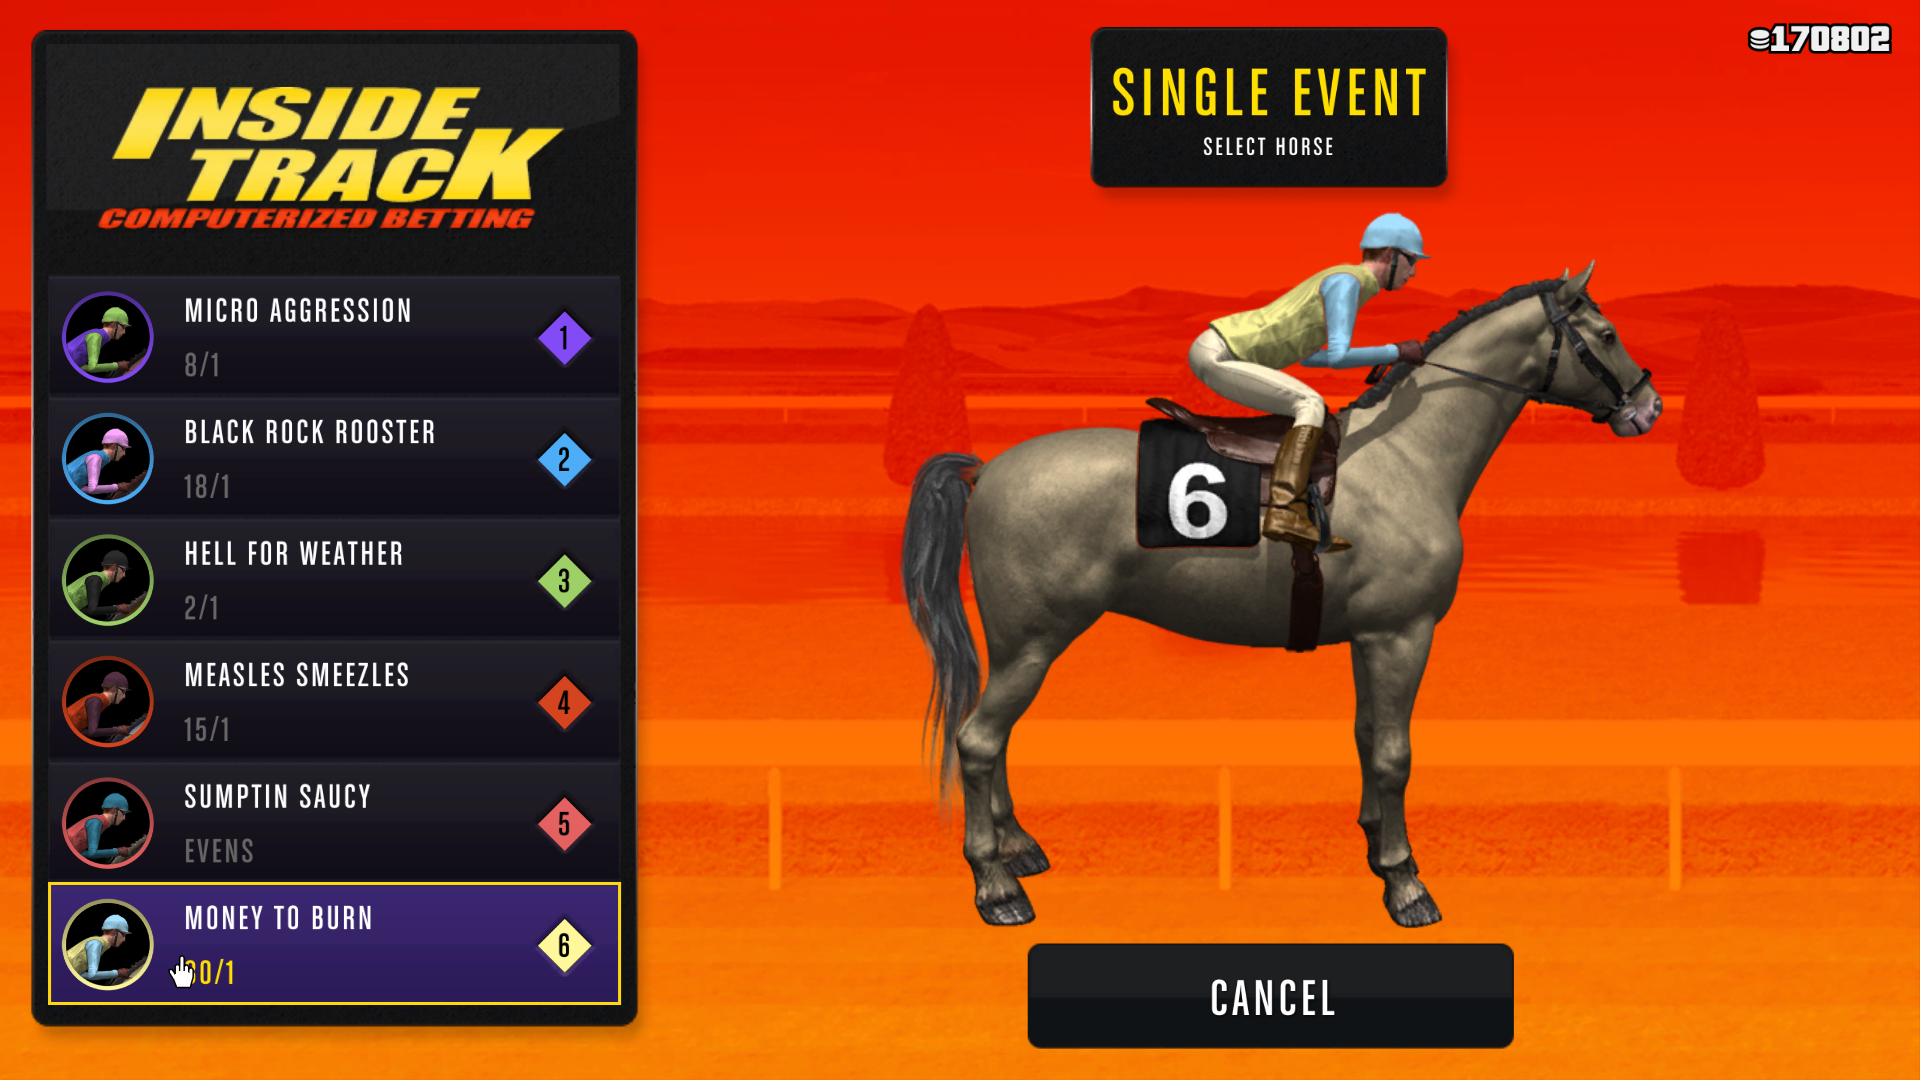 INSIDE
TRACK
COMPUTERIZED BETTING
MICRO AGGRESSION
8/1
1
BLACK ROCK ROOSTER
18/1
2
HELL FOR WEATHER
2/1
3
MEASLES SMEEZLES
15/1
4
SUMPTIN SAUCY
EVENS
5
MONEY TO BURN
0/1
6
SINGLE EVENT
SELECT HORSE
170802
6
CANCEL